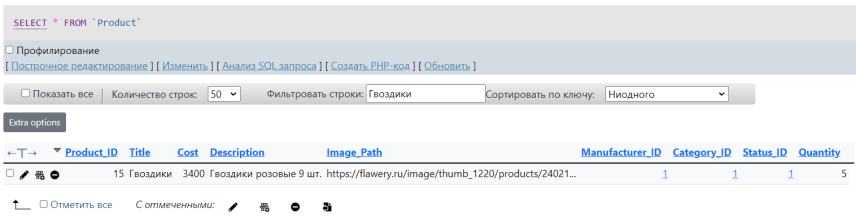 SELECT * FROM `Product`
Профилирование
[ Построчное редактирование ] [ Изменить ] [ Анализ SQL запроса ] [ Создать PHP-код ] [ Обновить ]
Показать все | Количество строк: 50 Фильтровать строки: Гвоздики Сортировать по ключу: Ниодного
Extra options
←T→ Product_ID Title Cost Description Image_Path Manufacturer_ID Category_ID Status_ID Quantity
15 Гвоздики 3400 Гвоздики розовые 9 шт. https://flawery.ru/image/thumb_1220/products/24021... 1 1 1 5
Отметить все С отмеченными: